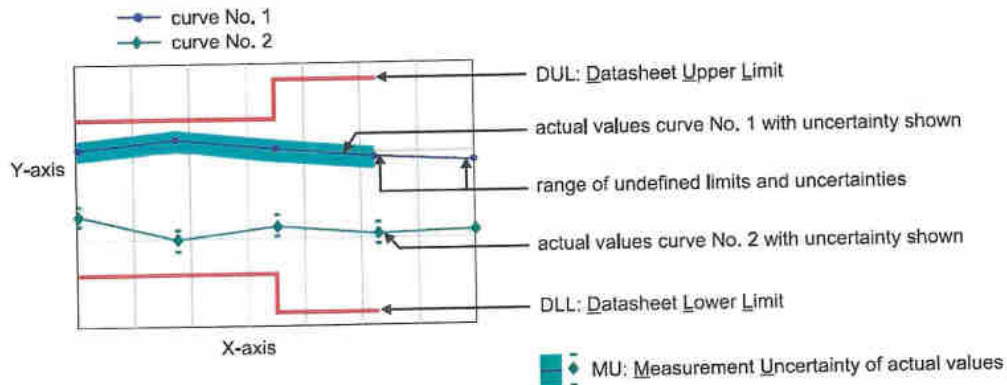 curve No. 1
curve No. 2
DUL: Datasheet Upper Limit
actual values curve No. 1 with uncertainty shown
Y-axis
range of undefined limits and uncertainties
actual values curve No. 2 with uncertainty shown
DLL: Datasheet Lower Limit
X-axis
MU: Measurement Uncertainty of actual values